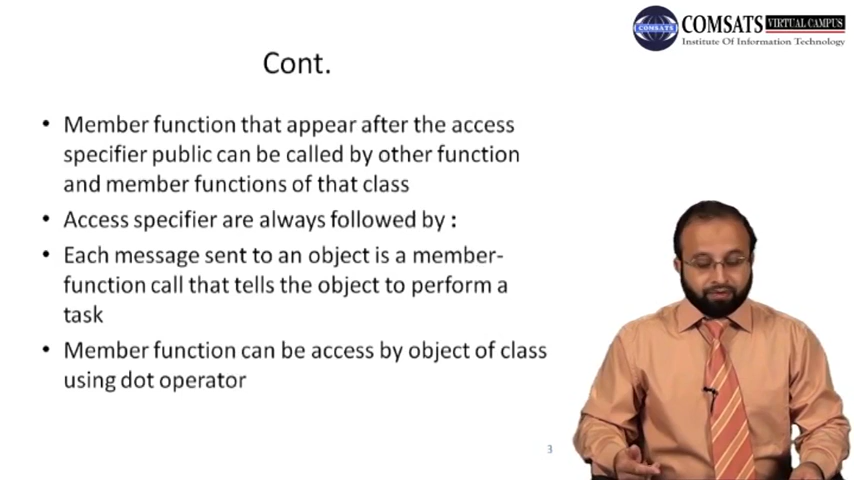 COMSATS VIRTUAL CAMPUS
COMSATS
Institute Of Information Technology
Cont.
• Member function that appear after the access
specifier public can be called by other function
and member functions of that class
• Access specifier are always followed by :
• Each message sent to an object is a member-
function call that tells the object to perform a
task
• Member function can be access by object of class
using dot operator
3